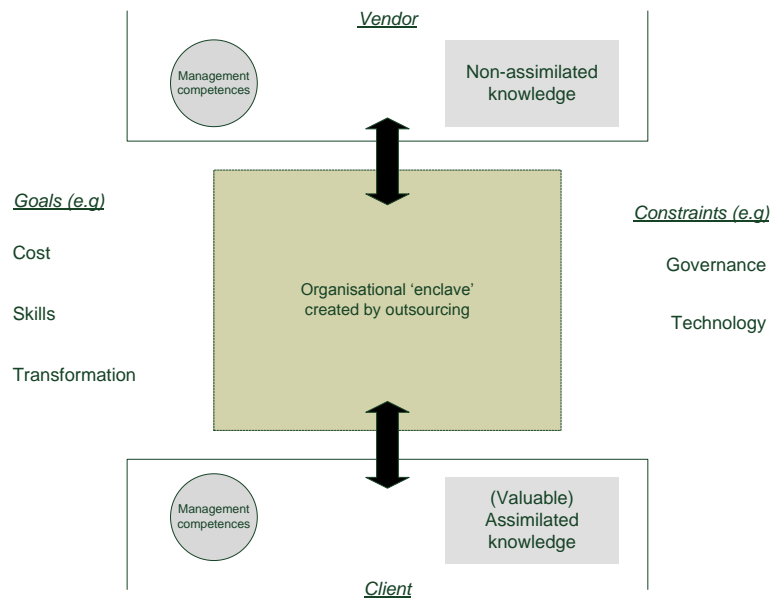 Vendor
Management
competences
Non-assimilated
knowledge
Goals (e.g)
Cost
Skills
Transformation
Organisational ‘enclave’
created by outsourcing
Constraints (e.g)
Governance
Technology
Management
competences
(Valuable)
Assimilated
knowledge
Client